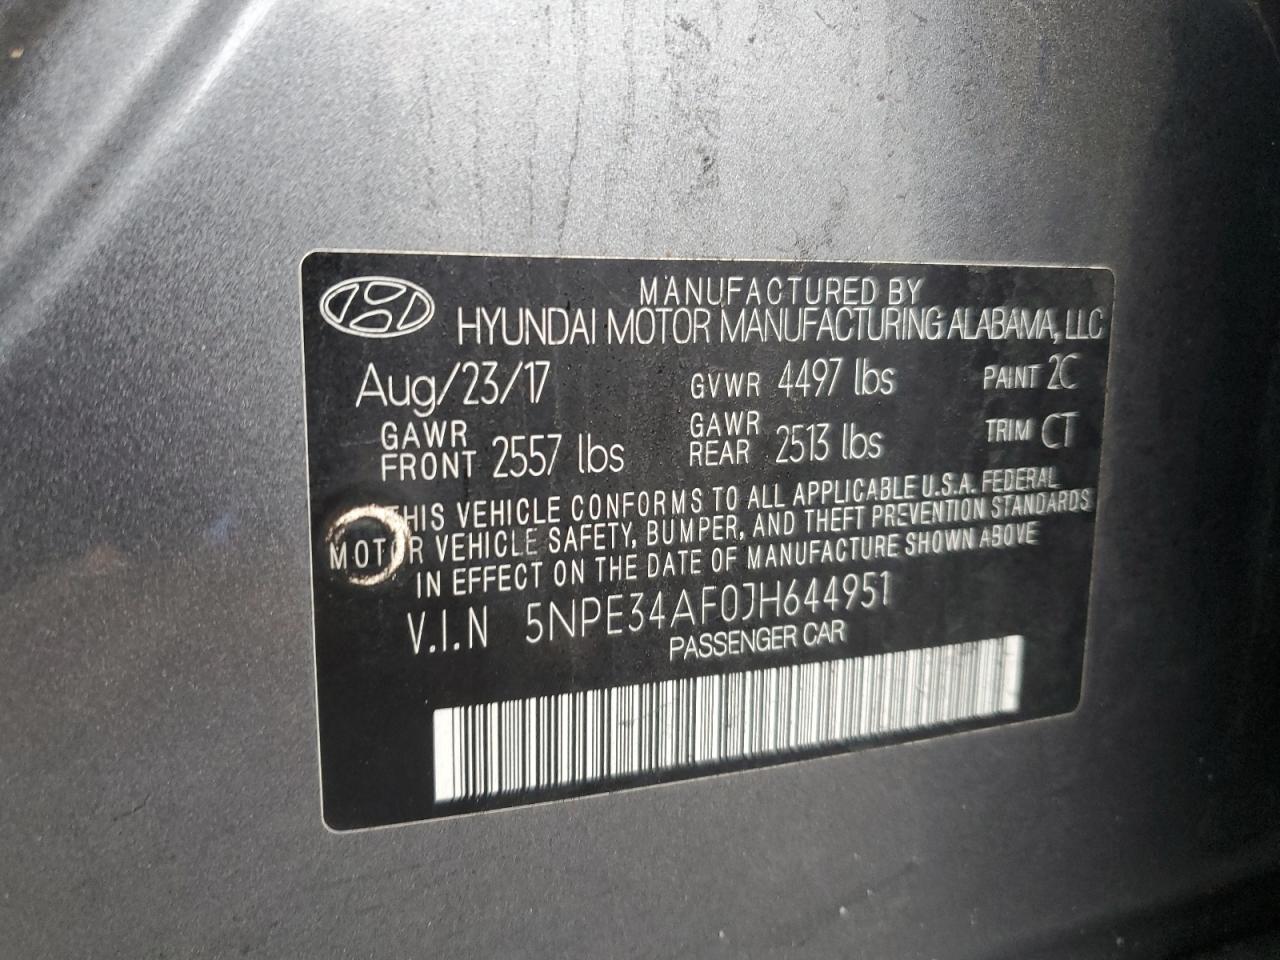 MANUFACTURED BY
HYUNDAI MOTOR MANUFACTURING ALABAMA, LLC
Aug/23/17 GVWR 4497 lbs PAINT 2C
GAWR FRONT 2557 lbs GAWR REAR 2513 lbs TRIM CT
THIS VEHICLE CONFORMS TO ALL APPLICABLE U.S.A. FEDERAL
MOTOR VEHICLE SAFETY, BUMPER, AND THEFT PREVENTION STANDARDS
IN EFFECT ON THE DATE OF MANUFACTURE SHOWN ABOVE
V.I.N 5NPE34AF0JH644951
PASSENGER CAR